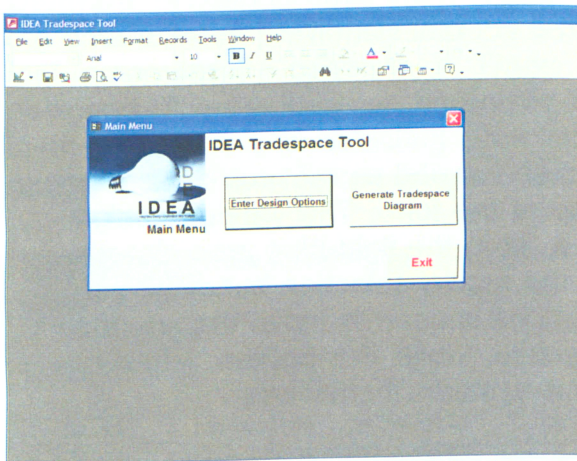 IDEA Tradespace Tool
File Edit View Insert Format Records Tools Window Help
Arial 10 B I U
Main Menu
IDEA Tradespace Tool
IDEA
Main Menu
Enter Design Options
Generate Tradespace
Diagram
Exit